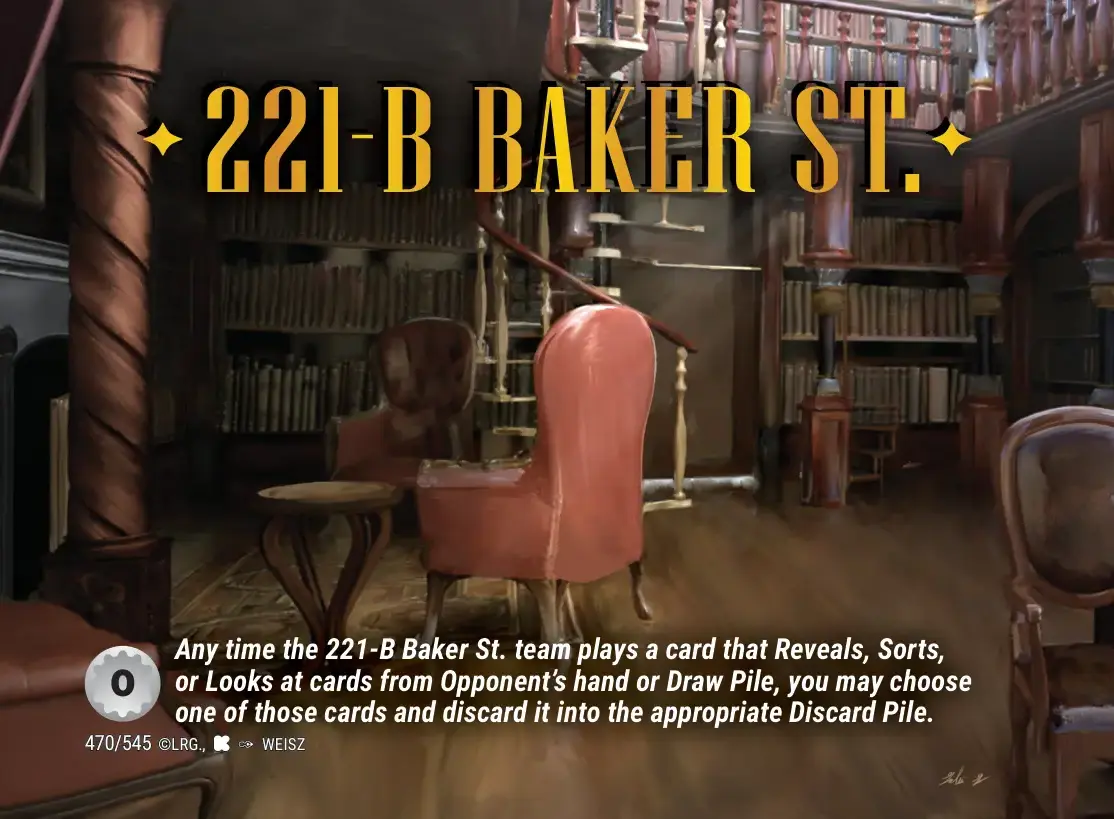 221-B BAKER ST.
Any time the 221-B Baker St. team plays a card that Reveals, Sorts,
or Looks at cards from Opponent's hand or Draw Pile, you may choose
one of those cards and discard it into the appropriate Discard Pile.
0
470/545 ©LRG., WEISZ